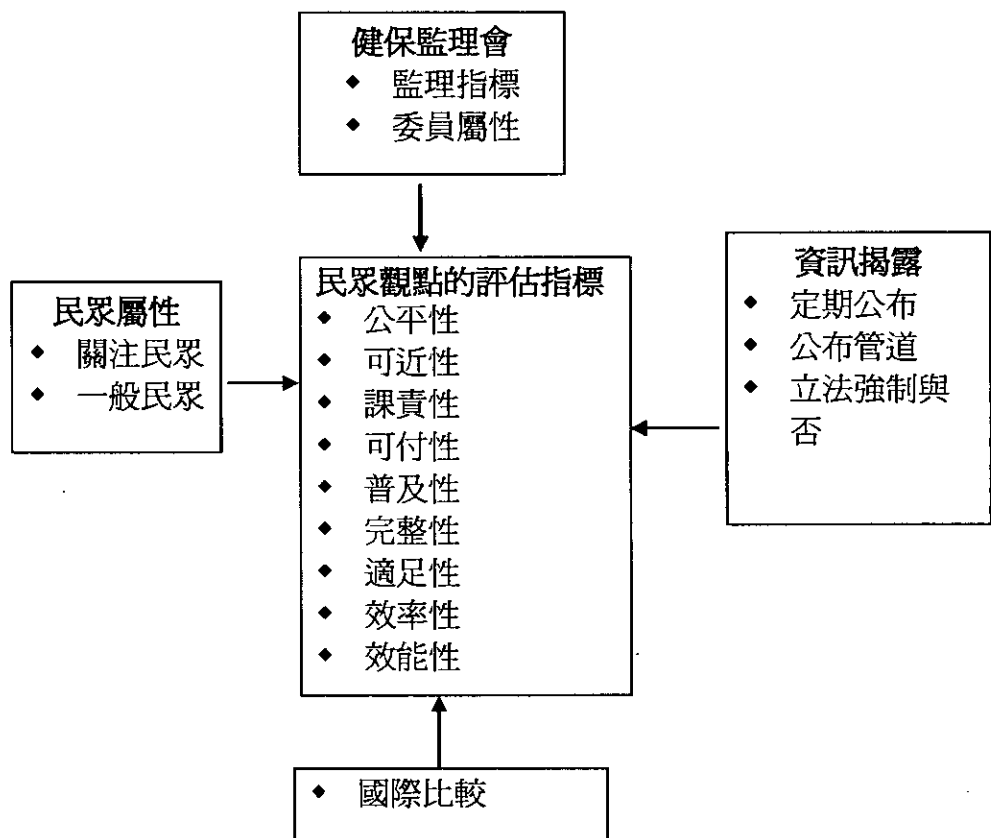 健保監理會
◆ 監理指標
◆ 委員屬性
民眾屬性
◆ 關注民眾
◆ 一般民眾
民眾觀點的評估指標
◆ 公平性
◆ 可近性
◆ 課責性
◆ 可付性
◆ 普及性
◆ 完整性
◆ 適足性
◆ 效率性
◆ 效能性
資訊揭露
◆ 定期公布
◆ 公布管道
◆ 立法強制與
否
◆ 國際比較